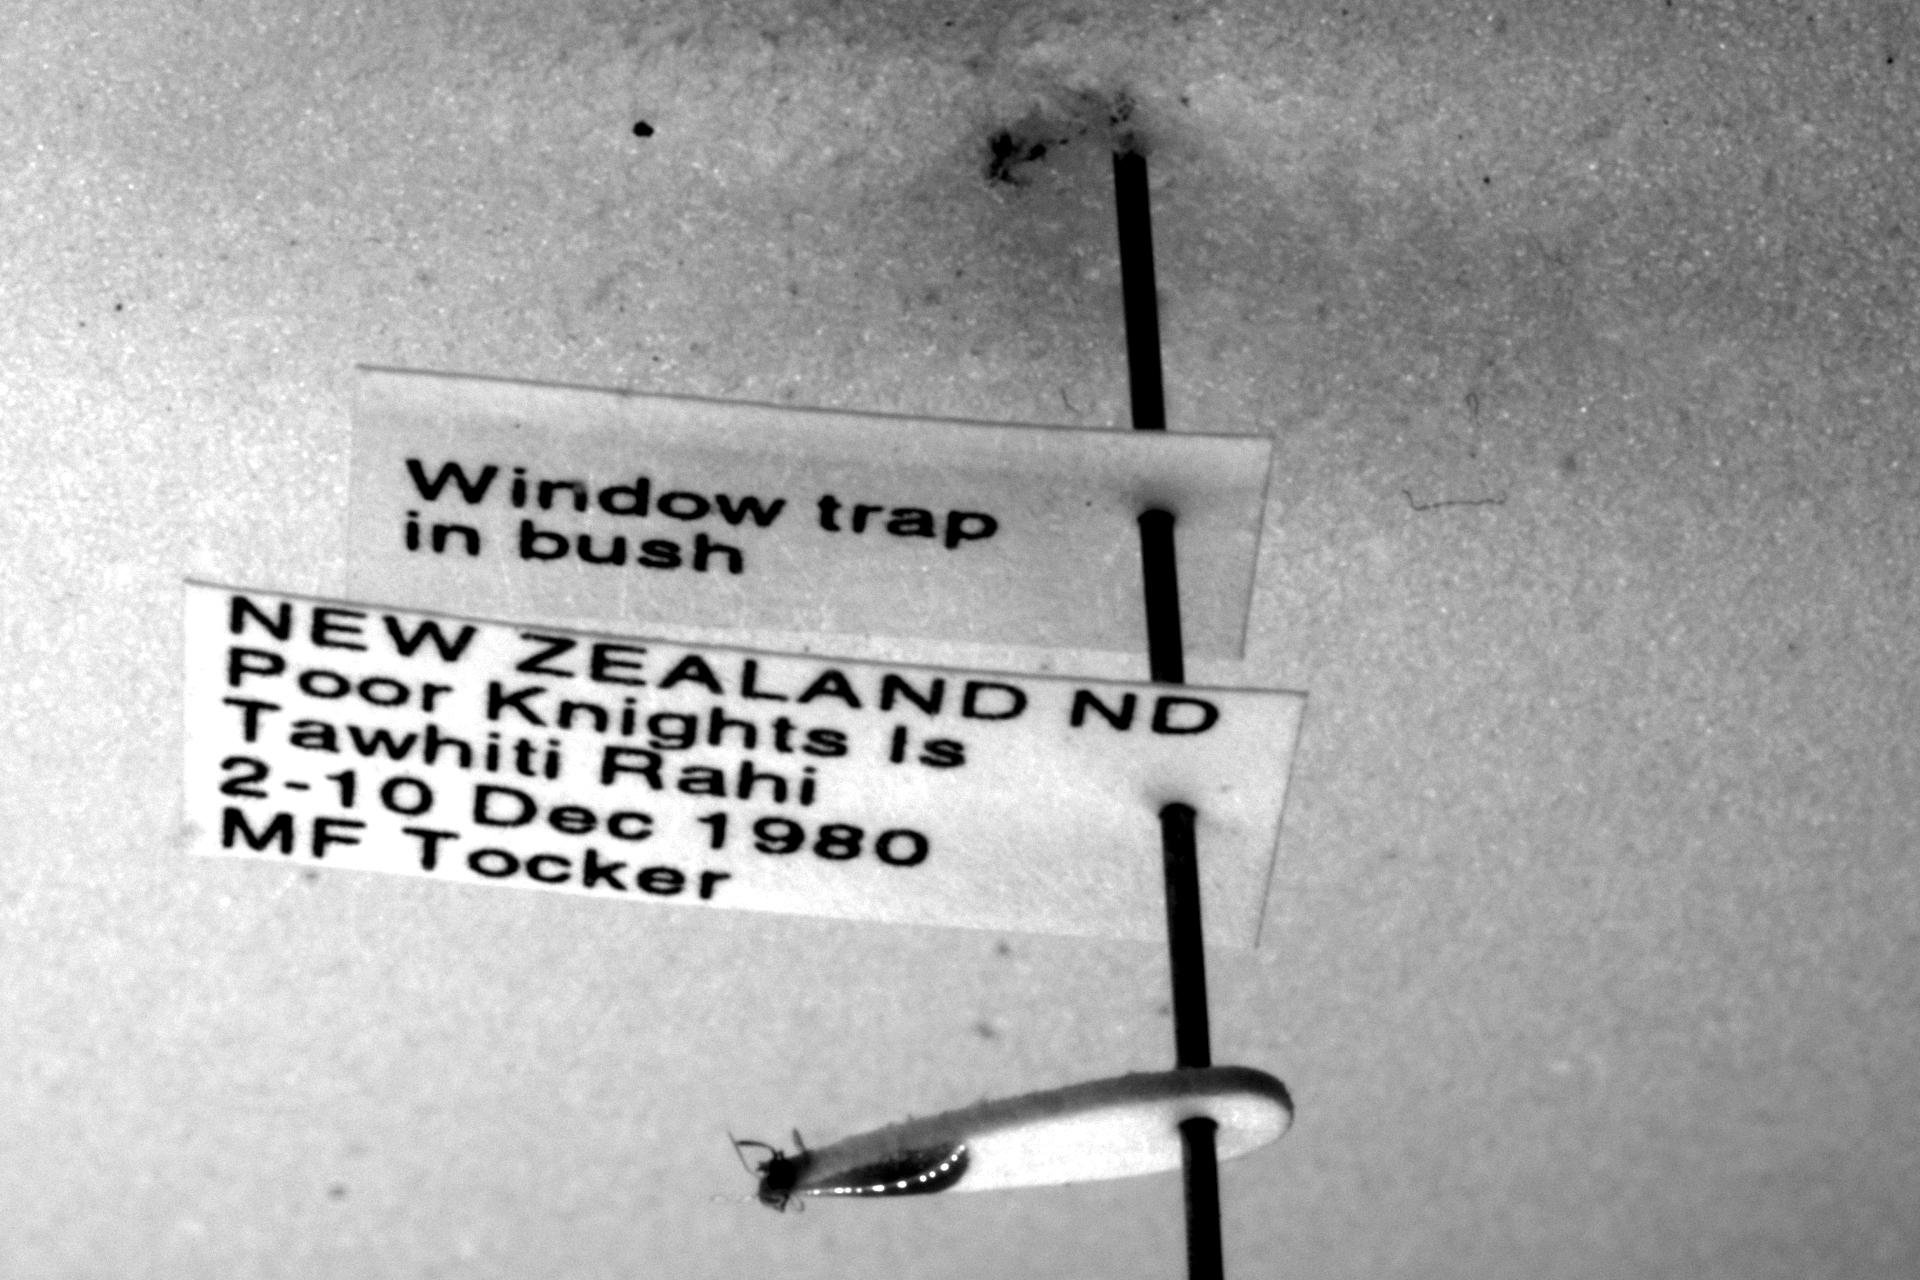 Window trap
in bush
NEW ZEALAND ND
Poor Knights Is
Tawhiti Rahi
2-10 Dec 1980
MF Tocker